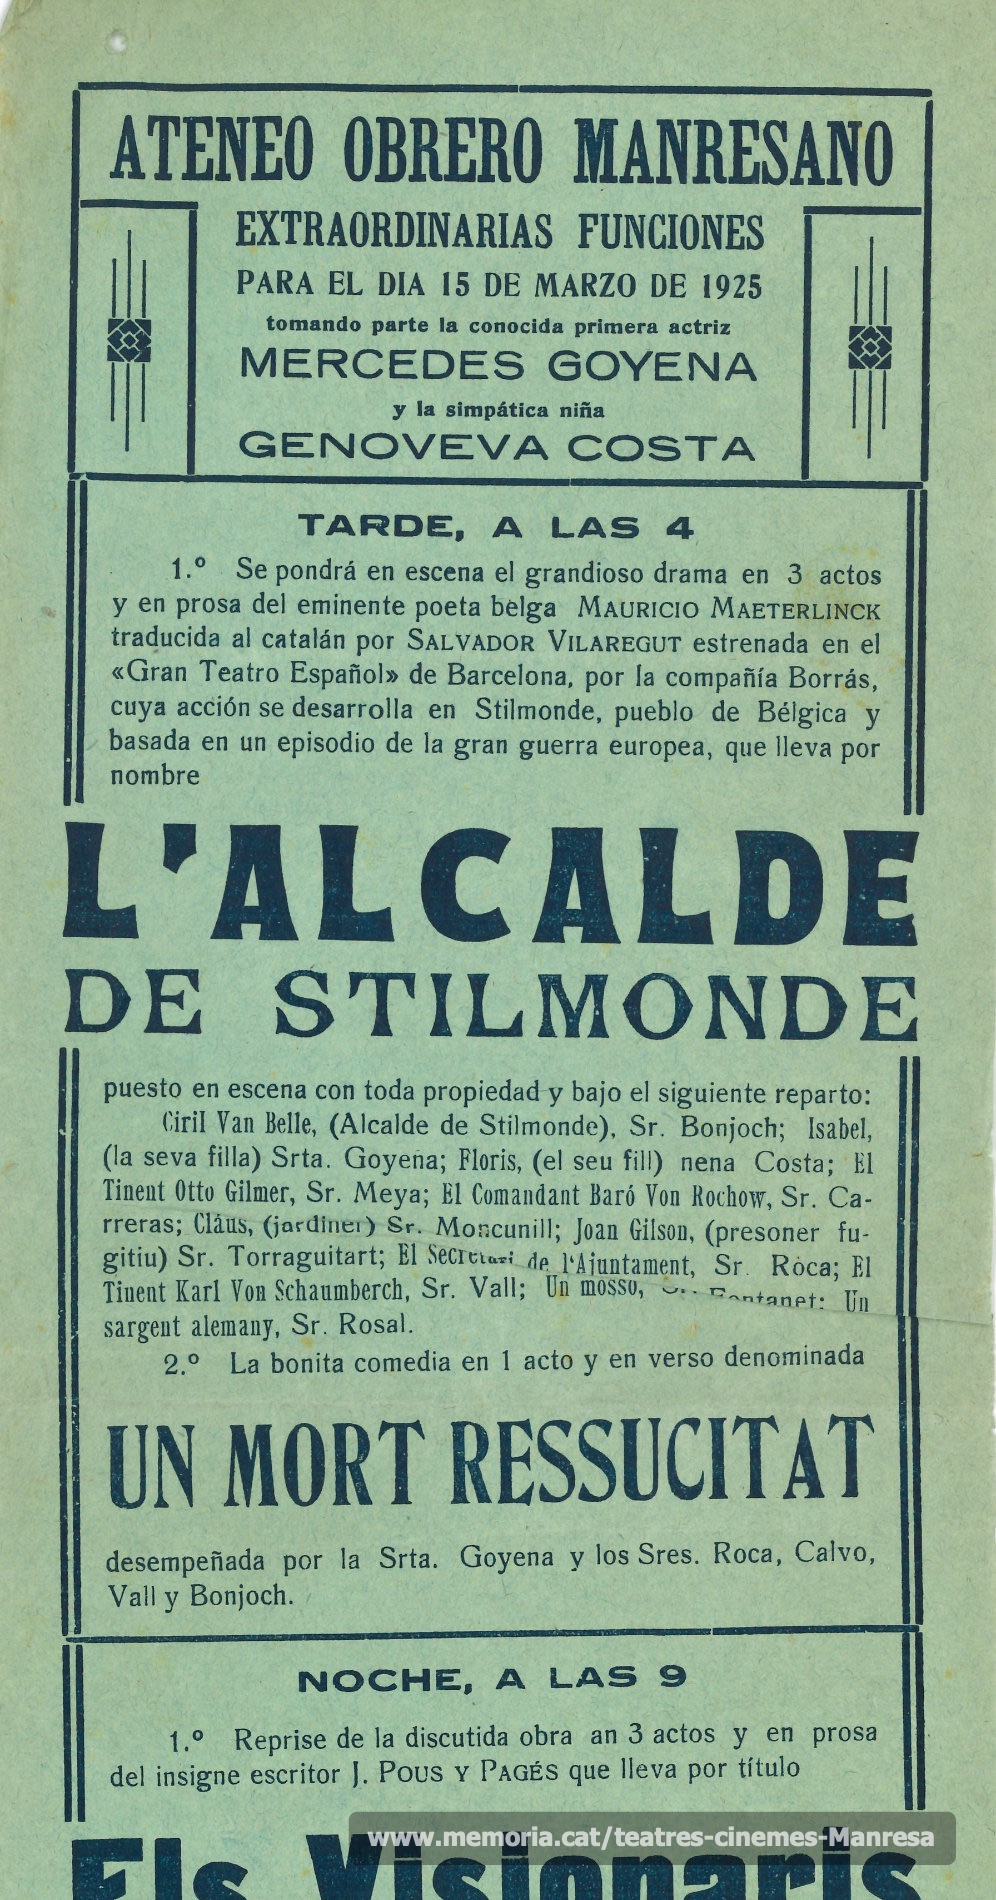 ATENEO OBRERO MANRESANO
EXTRAORDINARIAS FUNCIONES
PARA EL DIA 15 DE MARZO DE 1925
tomando parte la conocida primera actriz
MERCEDES GOYENA
y la simpática niña
GENOVEVA COSTA
TARDE, A LAS 4
1.º Se pondrá en escena el grandioso drama en 3 actos
y en prosa del eminente poeta belga MAURICIO MAETERLINCK
traducida al catalán por SALVADOR VILAREGUT estrenada en el
«Gran Teatro Español» de Barcelona, por la compañía Borrás,
cuya acción se desarrolla en Stilmonde, pueblo de Bélgica y
basada en un episodio de la gran guerra europea, que lleva por
nombre
L'ALCALDE
DE STILMONDE
puesto en escena con toda propiedad y bajo el siguiente reparto:
Ciril Van Belle, (Alcalde de Stilmonde), Sr. Bonjoch; Isabel,
(la seva filla) Srta. Goyena; Floris, (el seu fill) nena Costa; El
Tinent Otto Gilmer, Sr. Meya; El Comandant Baró Von Rochow, Sr. Ca-
rreras; Cláus, (jardiner) Sr. Moncunill; Joan Gilson, (presoner fu-
gitiu) Sr. Torraguitart; El Secretari de l'Ajuntament, Sr. Roca; El
Tinent Karl Von Schaumberch, Sr. Vall; Un mosso, Sr. Fontanet; Un
sargent alemany, Sr. Rosal.
2.º La bonita comedia en 1 acto y en verso denominada
UN MORT RESSUCITAT
desempeñada por la Srta. Goyena y los Sres. Roca, Calvo,
Vall y Bonjoch.
NOCHE, A LAS 9
1.º Reprise de la discutida obra an 3 actos y en prosa
del insigne escritor J. POUS Y PAGÉS que lleva por título
www.memoria.cat/teatres-cinemes-Manresa
Els Visionaris